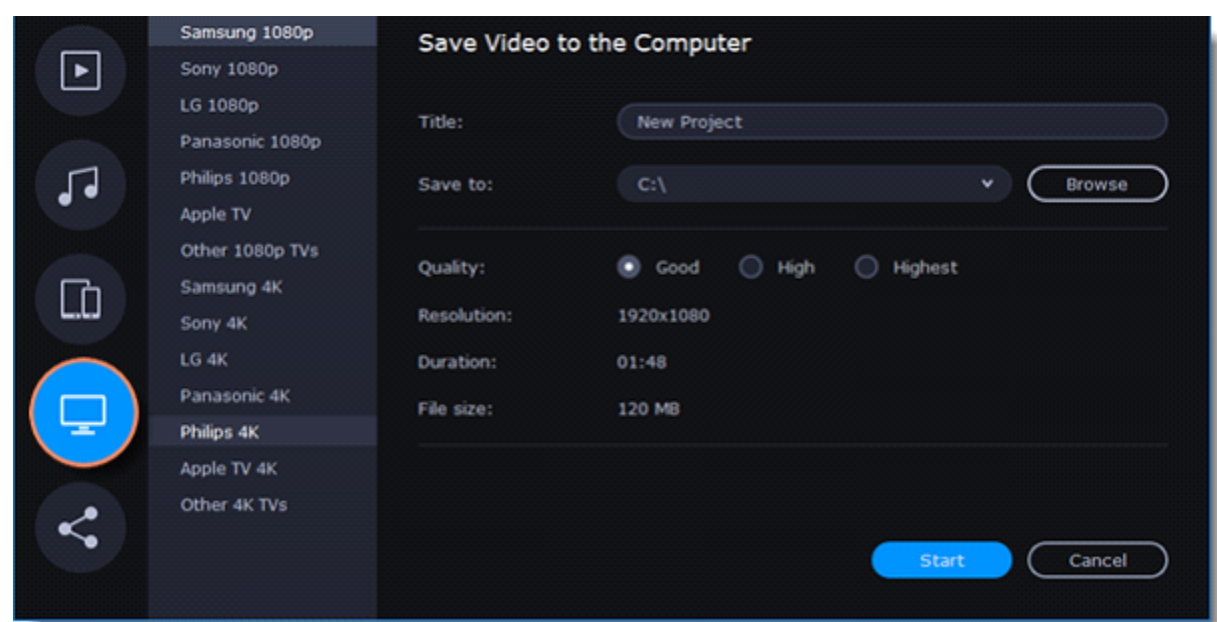 Samsung 1080p
Sony 1080p
LG 1080p
Panasonic 1080p
Philips 1080p
Apple TV
Other 1080p TVs
Samsung 4K
Sony 4K
LG 4K
Panasonic 4K
Philips 4K
Apple TV 4K
Other 4K TVs
Save Video to the Computer
Title: New Project
Save to: C:\ Browse
Quality: Good High Highest
Resolution: 1920x1080
Duration: 01:48
File size: 120 MB
Start Cancel